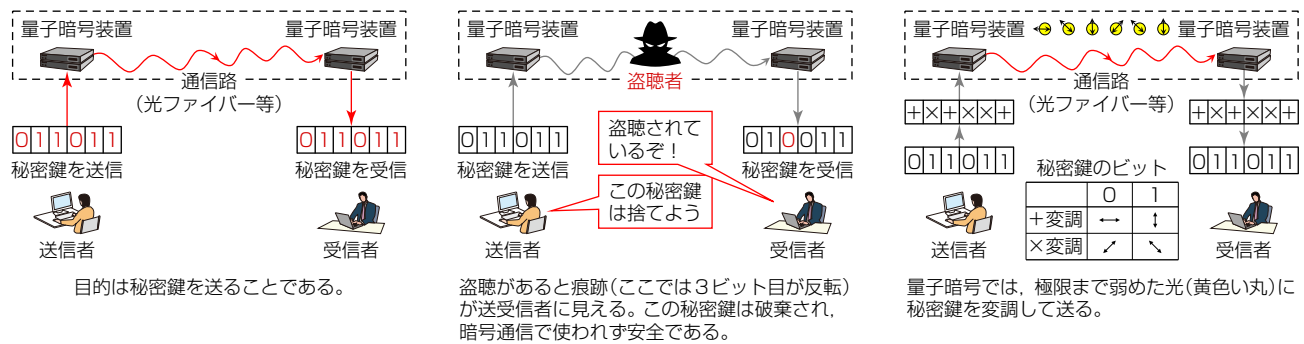 量子暗号装置
量子暗号装置
通信路
(光ファイバー等)
0 1 1 0 1 1
0 1 1 0 1 1
秘密鍵を送信
秘密鍵を受信
送信者
受信者
目的は秘密鍵を送ることである。
量子暗号装置
量子暗号装置
盗聴者
0 1 1 0 1 1
0 1 0 0 1 1
秘密鍵を送信
秘密鍵を受信
盗聴されて
いるぞ！
この秘密鍵
は捨てよう
送信者
受信者
盗聴があると痕跡(ここでは3ビット目が反転)
が送受信者に見える。この秘密鍵は破棄され,
暗号通信で使われず安全である。
量子暗号装置
量子暗号装置
通信路
(光ファイバー等)
+ × + × × +
+ × + × × +
0 1 1 0 1 1
0 1 1 0 1 1
秘密鍵のビット
0 1
+変調 ↔ ↕
×変調 ⤢ ⤡
送信者
受信者
量子暗号では, 極限まで弱めた光(黄色い丸)に
秘密鍵を変調して送る。